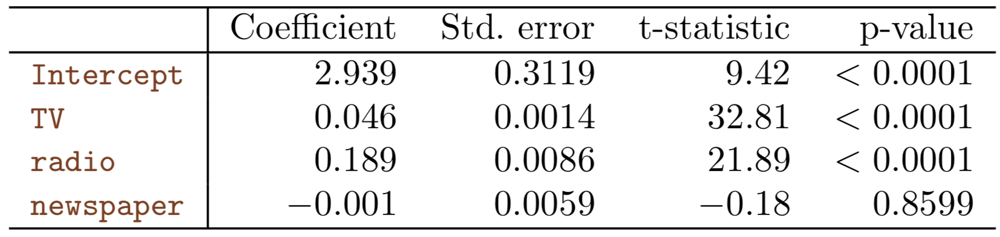 Coefficient Std. error t-statistic p-value
Intercept 2.939 0.3119 9.42 < 0.0001
TV 0.046 0.0014 32.81 < 0.0001
radio 0.189 0.0086 21.89 < 0.0001
newspaper −0.001 0.0059 −0.18 0.8599